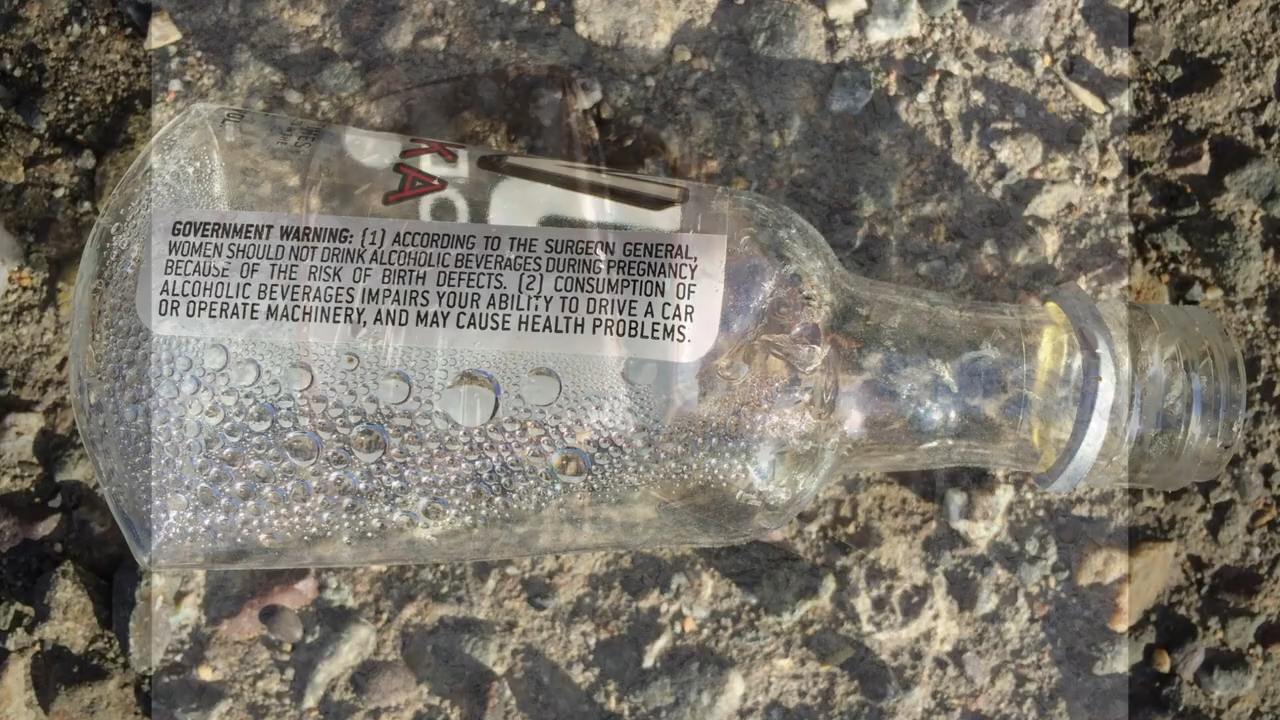 KA
GOVERNMENT WARNING: (1) ACCORDING TO THE SURGEON GENERAL,
WOMEN SHOULD NOT DRINK ALCOHOLIC BEVERAGES DURING PREGNANCY
BECAUSE OF THE RISK OF BIRTH DEFECTS. (2) CONSUMPTION OF
ALCOHOLIC BEVERAGES IMPAIRS YOUR ABILITY TO DRIVE A CAR
OR OPERATE MACHINERY, AND MAY CAUSE HEALTH PROBLEMS.